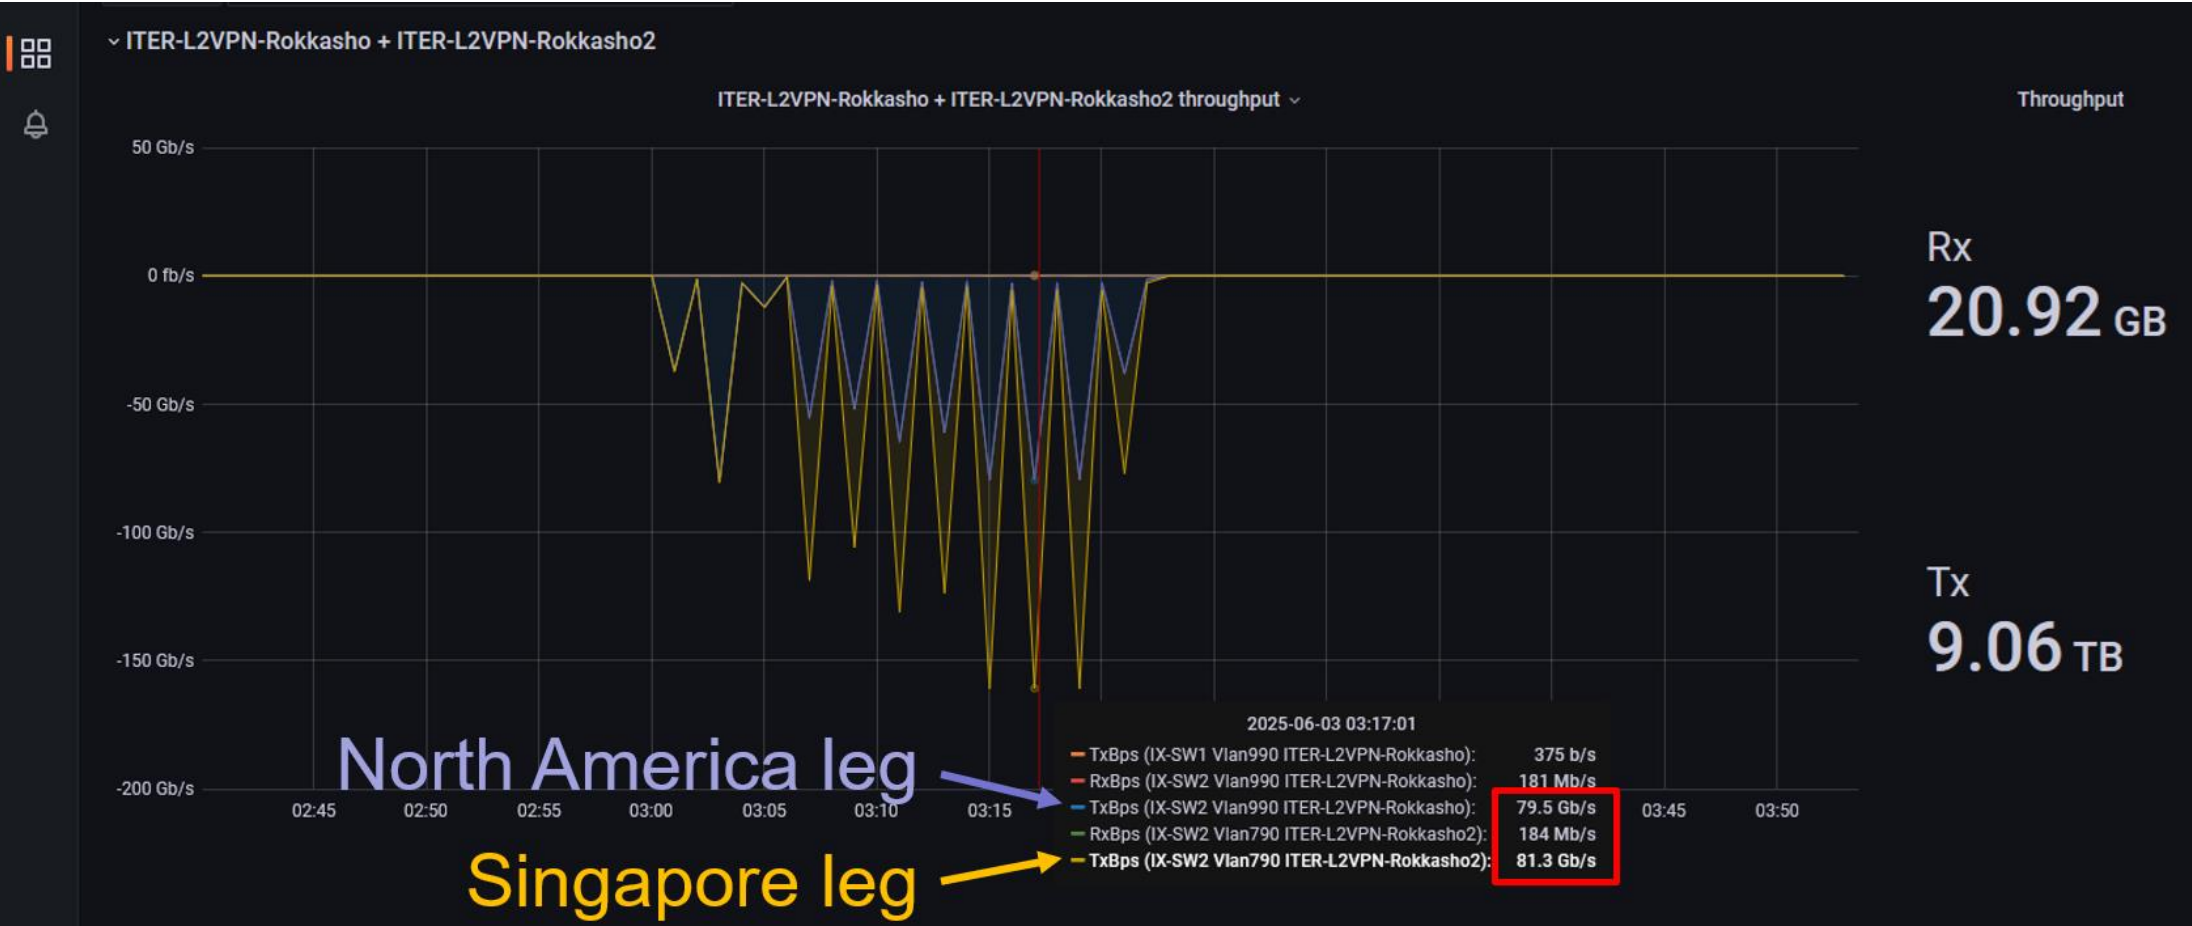 ITER-L2VPN-Rokkasho + ITER-L2VPN-Rokkasho2
ITER-L2VPN-Rokkasho + ITER-L2VPN-Rokkasho2 throughput
Throughput
50 Gb/s
0 fb/s
-50 Gb/s
-100 Gb/s
-150 Gb/s
-200 Gb/s
02:45
02:50
02:55
03:00
03:05
03:10
03:15
03:45
03:50
Rx
20.92 GB
Tx
9.06 TB
2025-06-03 03:17:01
TxBps (IX-SW1 Vlan990 ITER-L2VPN-Rokkasho): 375 b/s
RxBps (IX-SW2 Vlan990 ITER-L2VPN-Rokkasho): 181 Mb/s
TxBps (IX-SW2 Vlan990 ITER-L2VPN-Rokkasho): 79.5 Gb/s
RxBps (IX-SW2 Vlan790 ITER-L2VPN-Rokkasho2): 184 Mb/s
TxBps (IX-SW2 Vlan790 ITER-L2VPN-Rokkasho2): 81.3 Gb/s
North America leg
Singapore leg